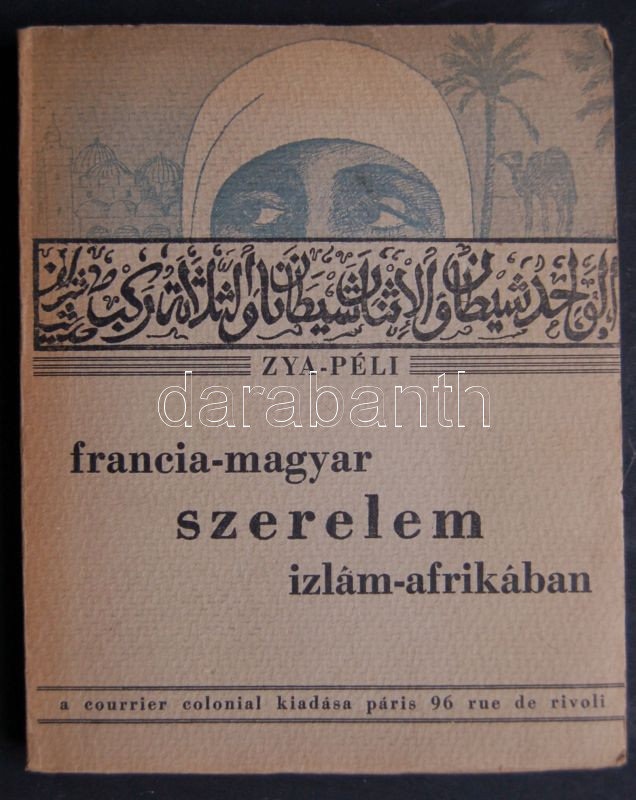 الواحد شيطان والاثنان شيطانان والثلاثة ركب
ZYA-PÉLI
darabanth
francia-magyar
szerelem
izlám-afrikában
a courrier colonial kiadása páris 96 rue de rivoli